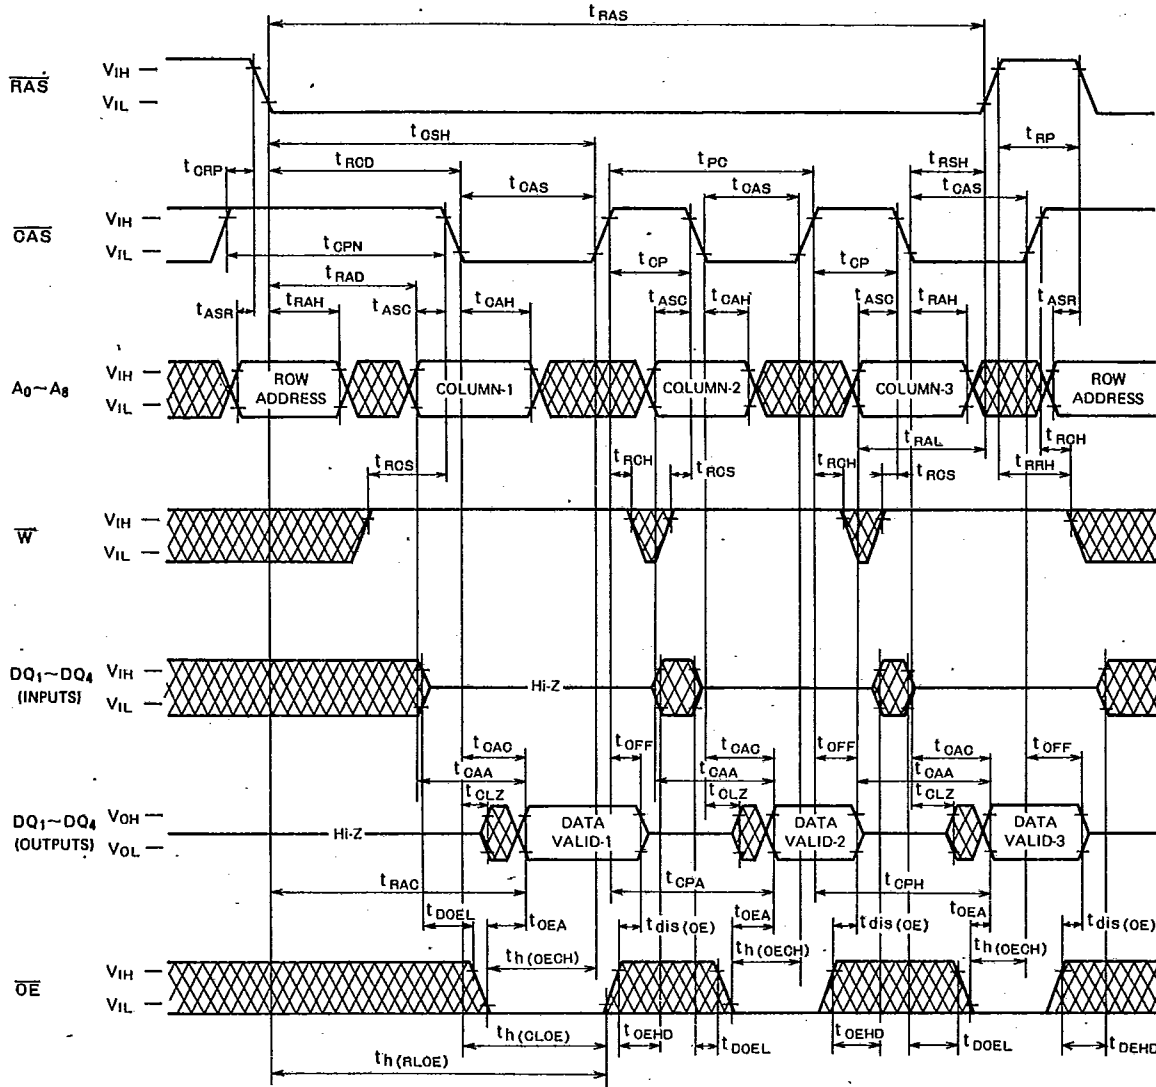 tRAS
RAS
VIH
VIL
tCSH
tCRP
tRCD
tPC
tRSH
tRP
tCAS
tCAS
tCAS
CAS
VIH
VIL
tCPN
tCP
tCP
tRAD
tASR
tRAH
tASC
tCAH
tASC
tCAH
tASC
tRAH
tASR
A0~A8
VIH
VIL
ROW ADDRESS
COLUMN-1
COLUMN-2
COLUMN-3
ROW ADDRESS
tRAL
tRCH
tRCS
tRCH
tRCS
tRCH
tRCS
tRRH
W
VIH
VIL
DQ1~DQ4
(INPUTS)
VIH
VIL
Hi-Z
tCAC
tOFF
tCAC
tOFF
tCAC
tOFF
tCAA
tCAA
tCAA
tCLZ
tCLZ
tCLZ
DQ1~DQ4
(OUTPUTS)
VOH
VOL
Hi-Z
DATA VALID-1
DATA VALID-2
DATA VALID-3
tRAC
tCPA
tCPH
tDOEL
tOEA
tdis(OE)
tOEA
tdis(OE)
tOEA
tdis(OE)
th(OECH)
th(OECH)
th(OECH)
OE
VIH
VIL
th(CLOE)
tOEHD
tDOEL
tOEHD
tDOEL
tDEHD
th(RLOE)